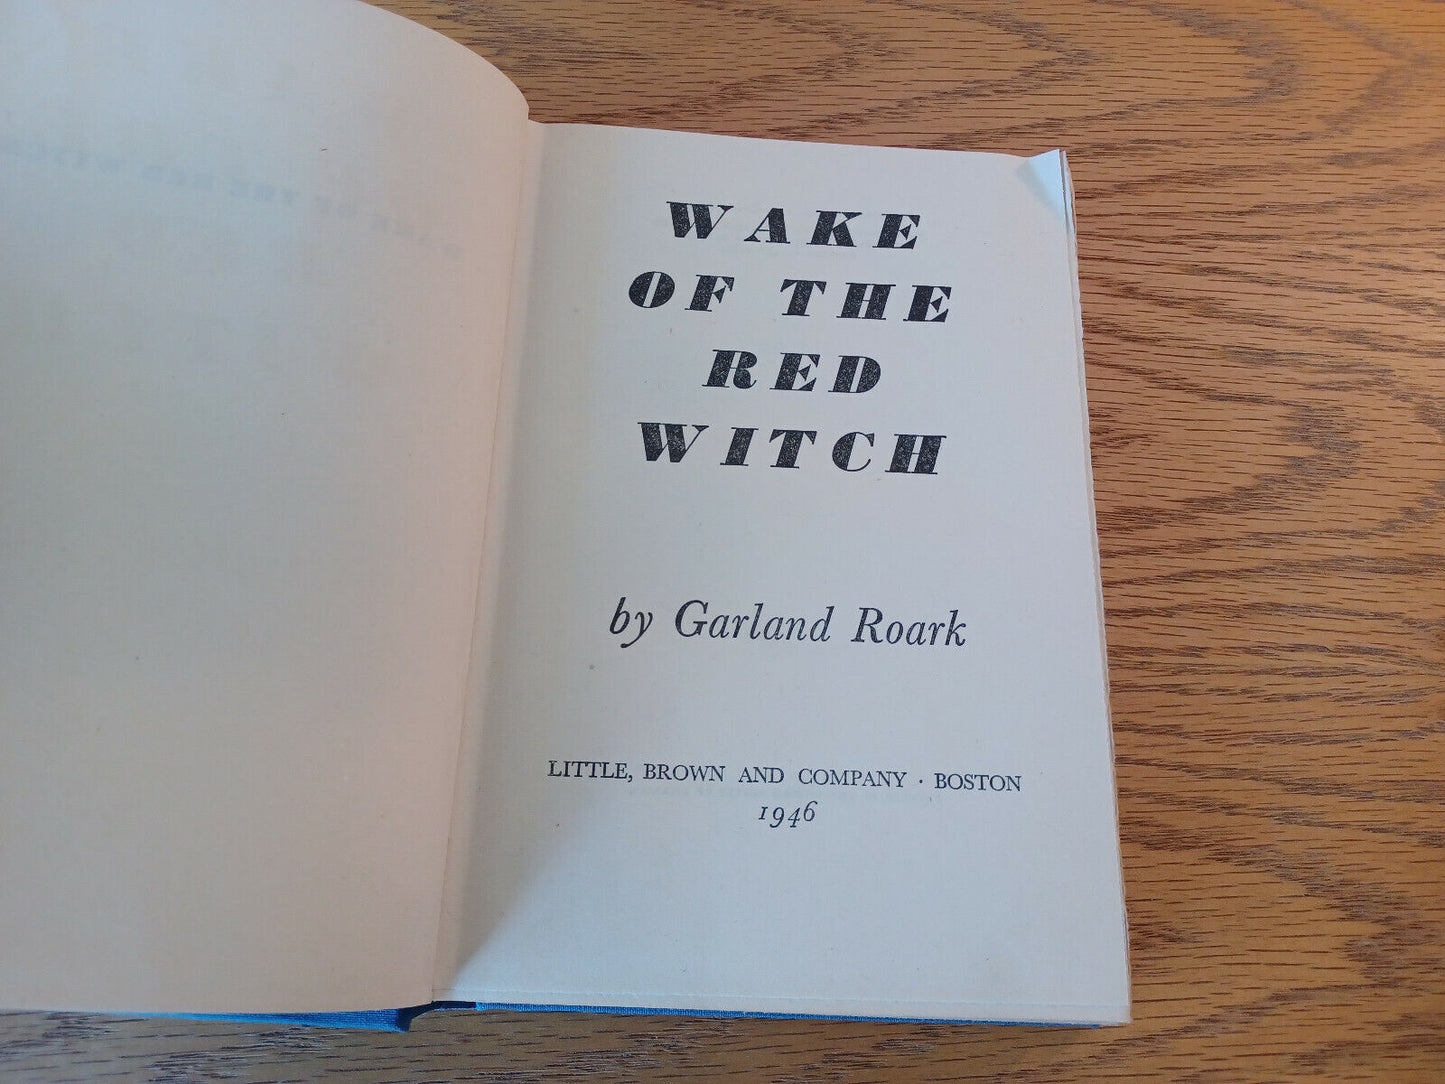 WAKE
OF THE
RED
WITCH
by Garland Roark
LITTLE, BROWN AND COMPANY · BOSTON
1946